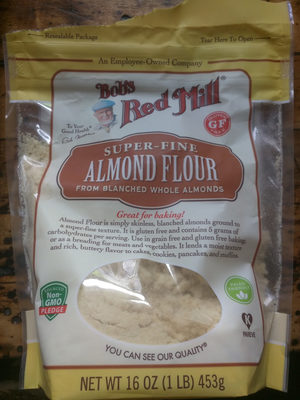 Resealable Package
Tear Here To Open
An Employee-Owned Company
Bob's
Red Mill®
To Your
Good Health
GF
SUPER-FINE
ALMOND FLOUR
FROM BLANCHED WHOLE ALMONDS
Great for baking!
Almond Flour is simply skinless, blanched almonds ground to
a super-fine texture. It is gluten free and contains 6 grams of
carbohydrates per serving. Use in grain free and gluten free baking
or as a breading for meats and vegetables. It lends a moist texture
and rich, buttery flavor to cakes, cookies, pancakes, and muffins.
Non-
GMO
PLEDGE
PALEO
FRIENDLY
K
PAREVE
YOU CAN SEE OUR QUALITY®
NET WT 16 OZ (1 LB) 453g